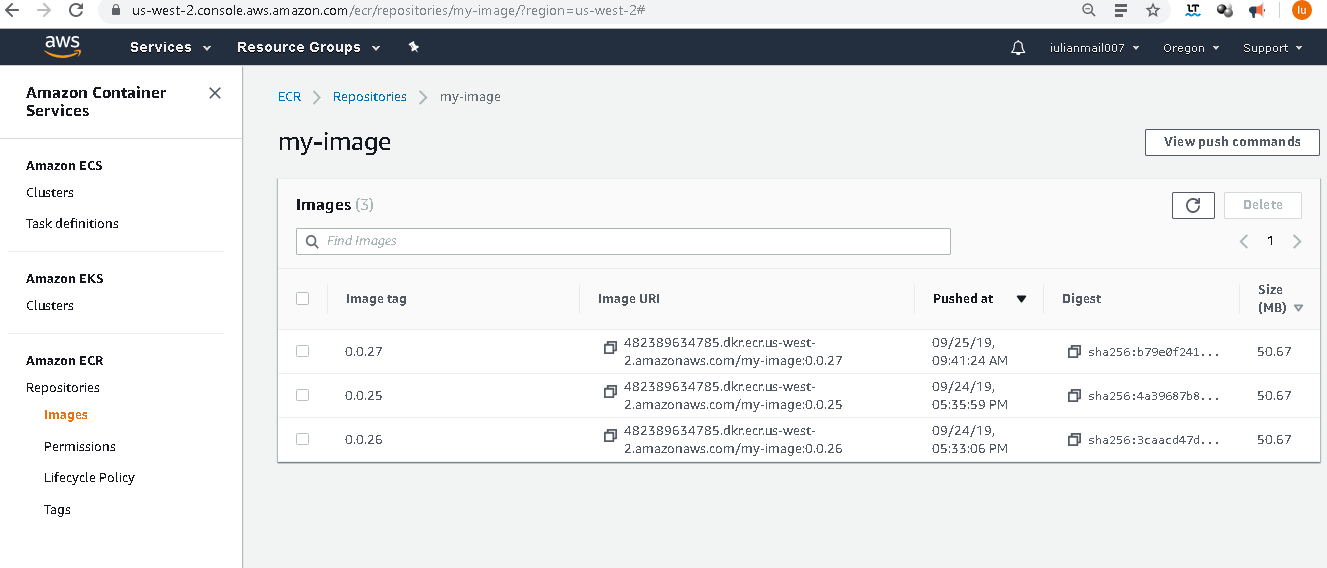 us-west-2.console.aws.amazon.com/ecr/repositories/my-image/?region=us-west-2#
LT
Iu
aws
Services
Resource Groups
iulianmail007
Oregon
Support
Amazon Container
Services
Amazon ECS
Clusters
Task definitions
Amazon EKS
Clusters
Amazon ECR
Repositories
Images
Permissions
Lifecycle Policy
Tags
ECR
Repositories
my-image
my-image
View push commands
Images (3)
Delete
Find Images
1
Image tag
Image URI
Pushed at
Digest
Size
(MB)
0.0.27
482389634785.dkr.ecr.us-west-
2.amazonaws.com/my-image:0.0.27
09/25/19,
09:41:24 AM
sha256:b79e0f241...
50.67
0.0.25
482389634785.dkr.ecr.us-west-
2.amazonaws.com/my-image:0.0.25
09/24/19,
05:35:59 PM
sha256:4a39687b8...
50.67
0.0.26
482389634785.dkr.ecr.us-west-
2.amazonaws.com/my-image:0.0.26
09/24/19,
05:33:06 PM
sha256:3caacd47d...
50.67